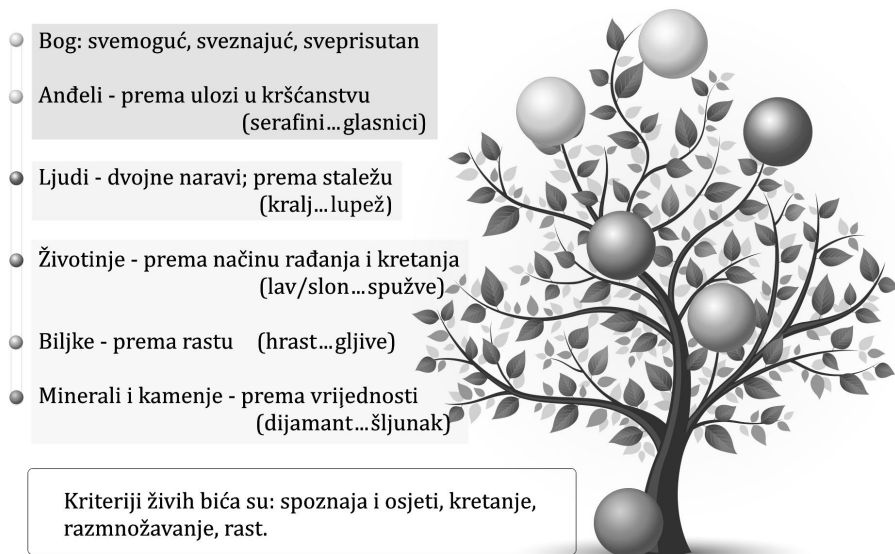 Bog: svemoguć, sveznajuć, sveprisutan
Anđeli - prema ulozi u kršćanstvu
(serafini...glasnici)
Ljudi - dvojne naravi; prema staležu
(kralj...lupež)
Životinje - prema načinu rađanja i kretanja
(lav/slon...spužve)
Biljke - prema rastu (hrast...gljive)
Minerali i kamenje - prema vrijednosti
(dijamant...šljunak)
Kriteriji živih bića su: spoznaja i osjeti, kretanje,
razmnožavanje, rast.